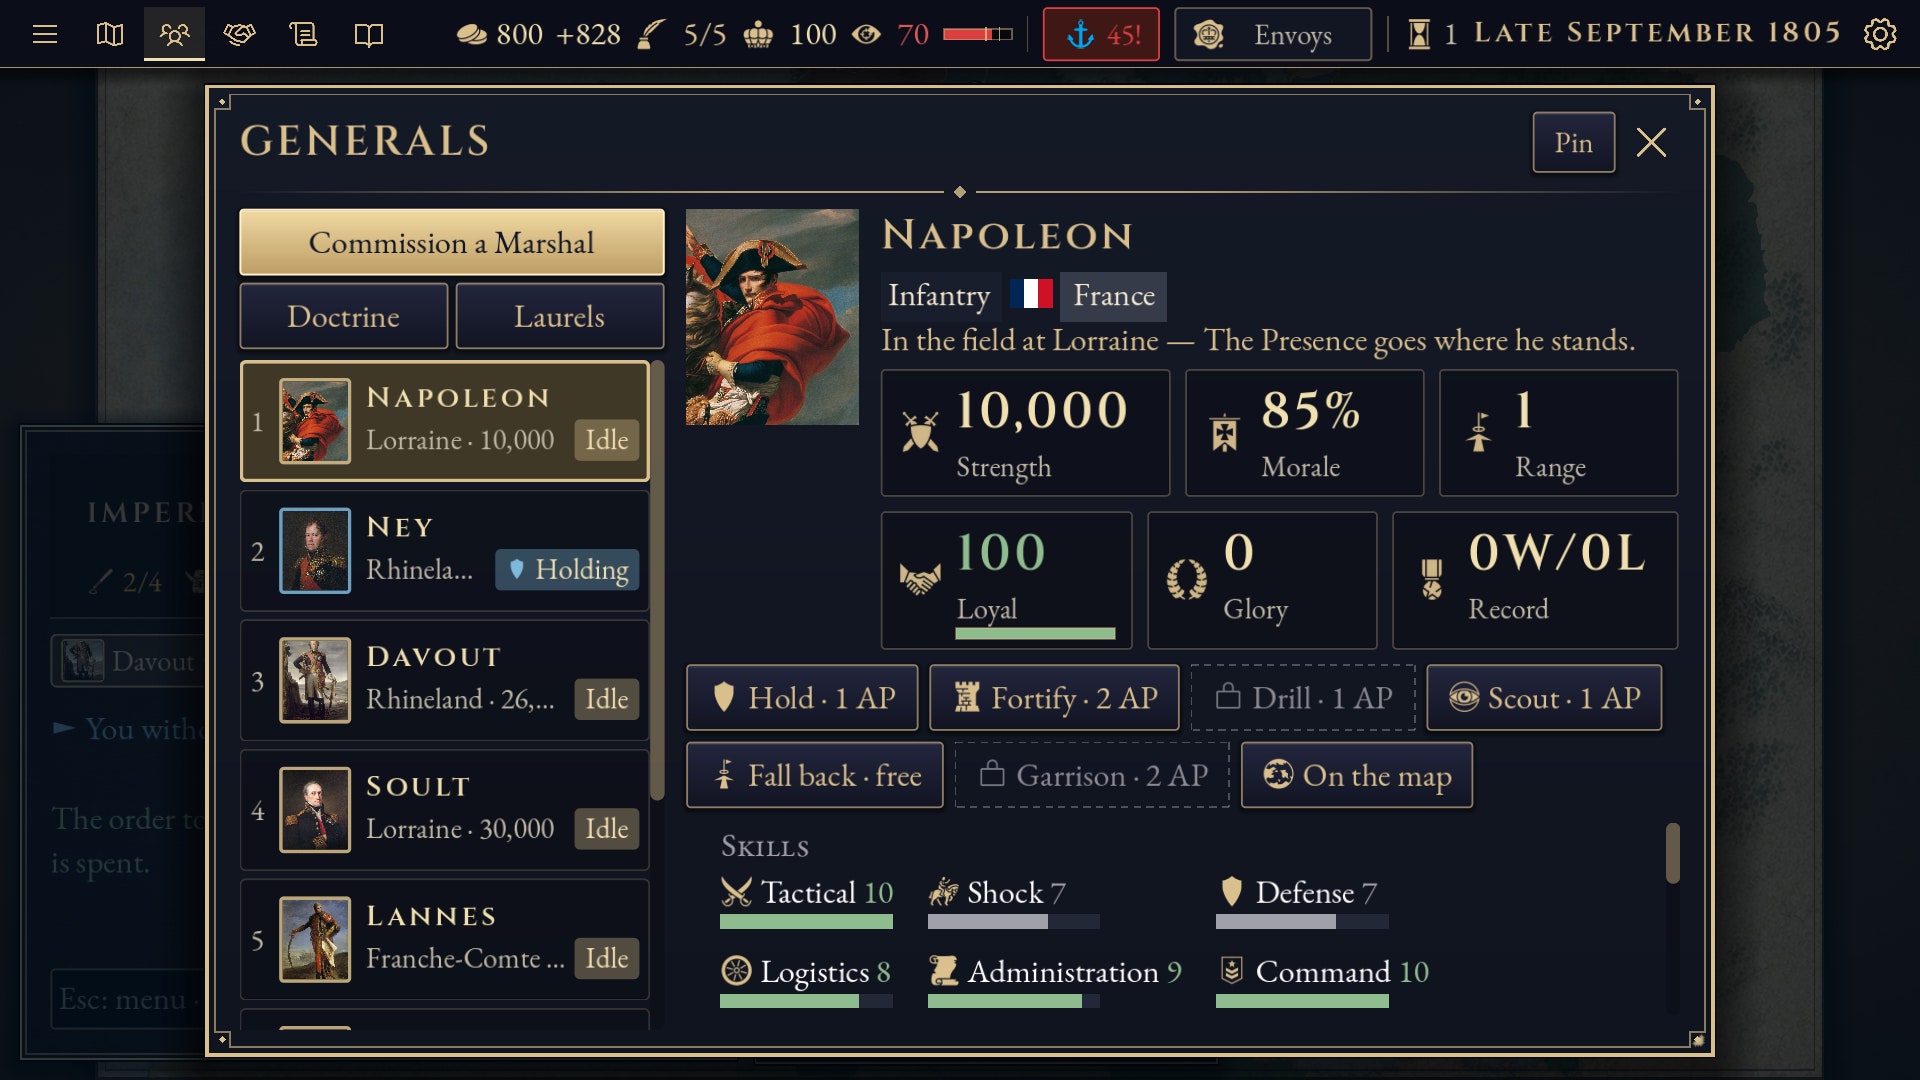 800 +828 5/5 100 70 45! Envoys 1 Late September 1805
Generals
Pin
Commission a Marshal
Doctrine Laurels
1 Napoleon
Lorraine · 10,000 Idle
2 Ney
Rhinela... Holding
3 Davout
Rhineland · 26,... Idle
4 Soult
Lorraine · 30,000 Idle
5 Lannes
Franche-Comte ... Idle
Napoleon
Infantry France
In the field at Lorraine — The Presence goes where he stands.
10,000 Strength
85% Morale
1 Range
100 Loyal
0 Glory
0W/0L Record
Hold · 1 AP Fortify · 2 AP Drill · 1 AP Scout · 1 AP
Fall back · free Garrison · 2 AP On the map
Skills
Tactical 10 Shock 7 Defense 7
Logistics 8 Administration 9 Command 10
IMPER
2/4
Davout
You with
The order to
is spent.
Esc: menu ·